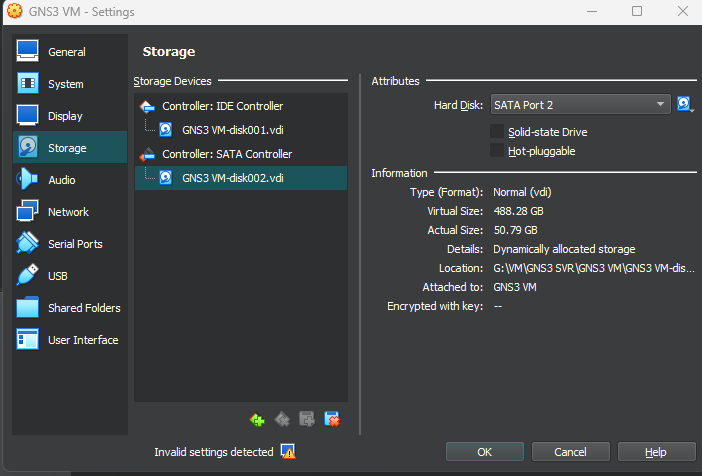 GNS3 VM - Settings
General
System
Display
Storage
Audio
Network
Serial Ports
USB
Shared Folders
User Interface
Storage
Storage Devices
Controller: IDE Controller
GNS3 VM-disk001.vdi
Controller: SATA Controller
GNS3 VM-disk002.vdi
Attributes
Hard Disk: SATA Port 2
Solid-state Drive
Hot-pluggable
Information
Type (Format): Normal (vdi)
Virtual Size: 488.28 GB
Actual Size: 50.79 GB
Details: Dynamically allocated storage
Location: G:\VM\GNS3 SVR\GNS3 VM\GNS3 VM-dis...
Attached to: GNS3 VM
Encrypted with key: --
Invalid settings detected
OK
Cancel
Help